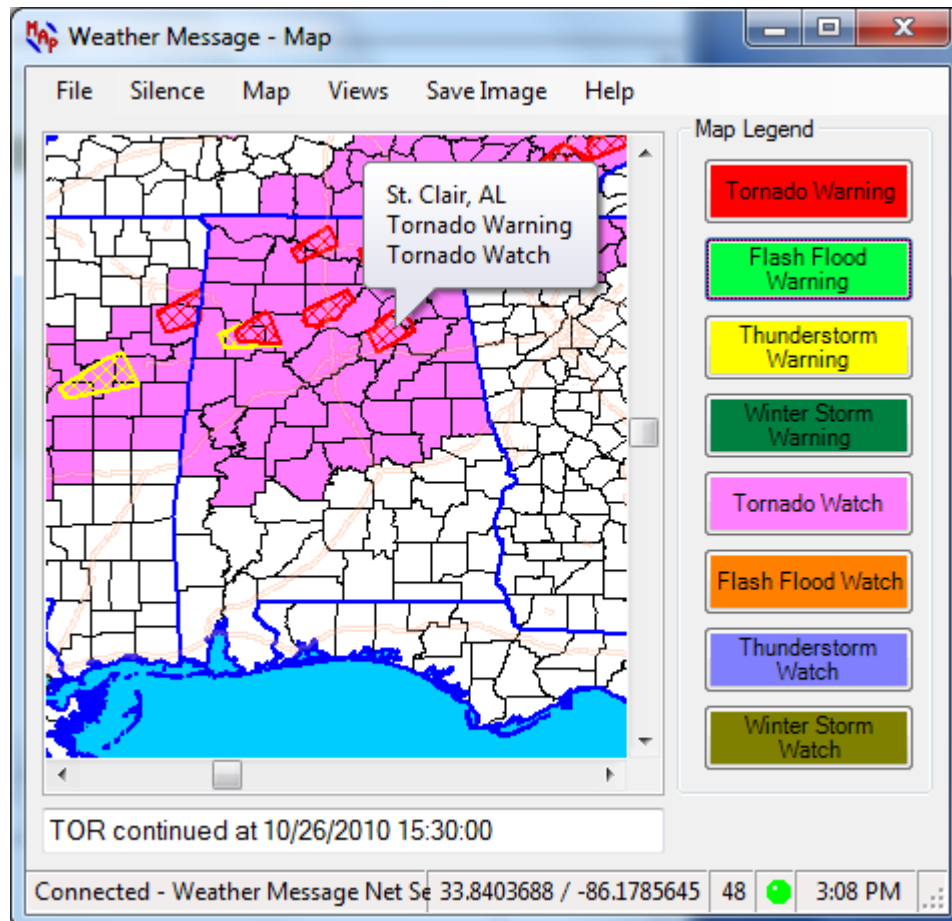 MAP Weather Message - Map
File Silence Map Views Save Image Help
Map Legend
St. Clair, AL
Tornado Warning
Tornado Watch
Tornado Warning
Flash Flood
Warning
Thunderstorm
Warning
Winter Storm
Warning
Tornado Watch
Flash Flood Watch
Thunderstorm
Watch
Winter Storm
Watch
TOR continued at 10/26/2010 15:30:00
Connected - Weather Message Net Se 33.8403688 / -86.1785645 48 3:08 PM